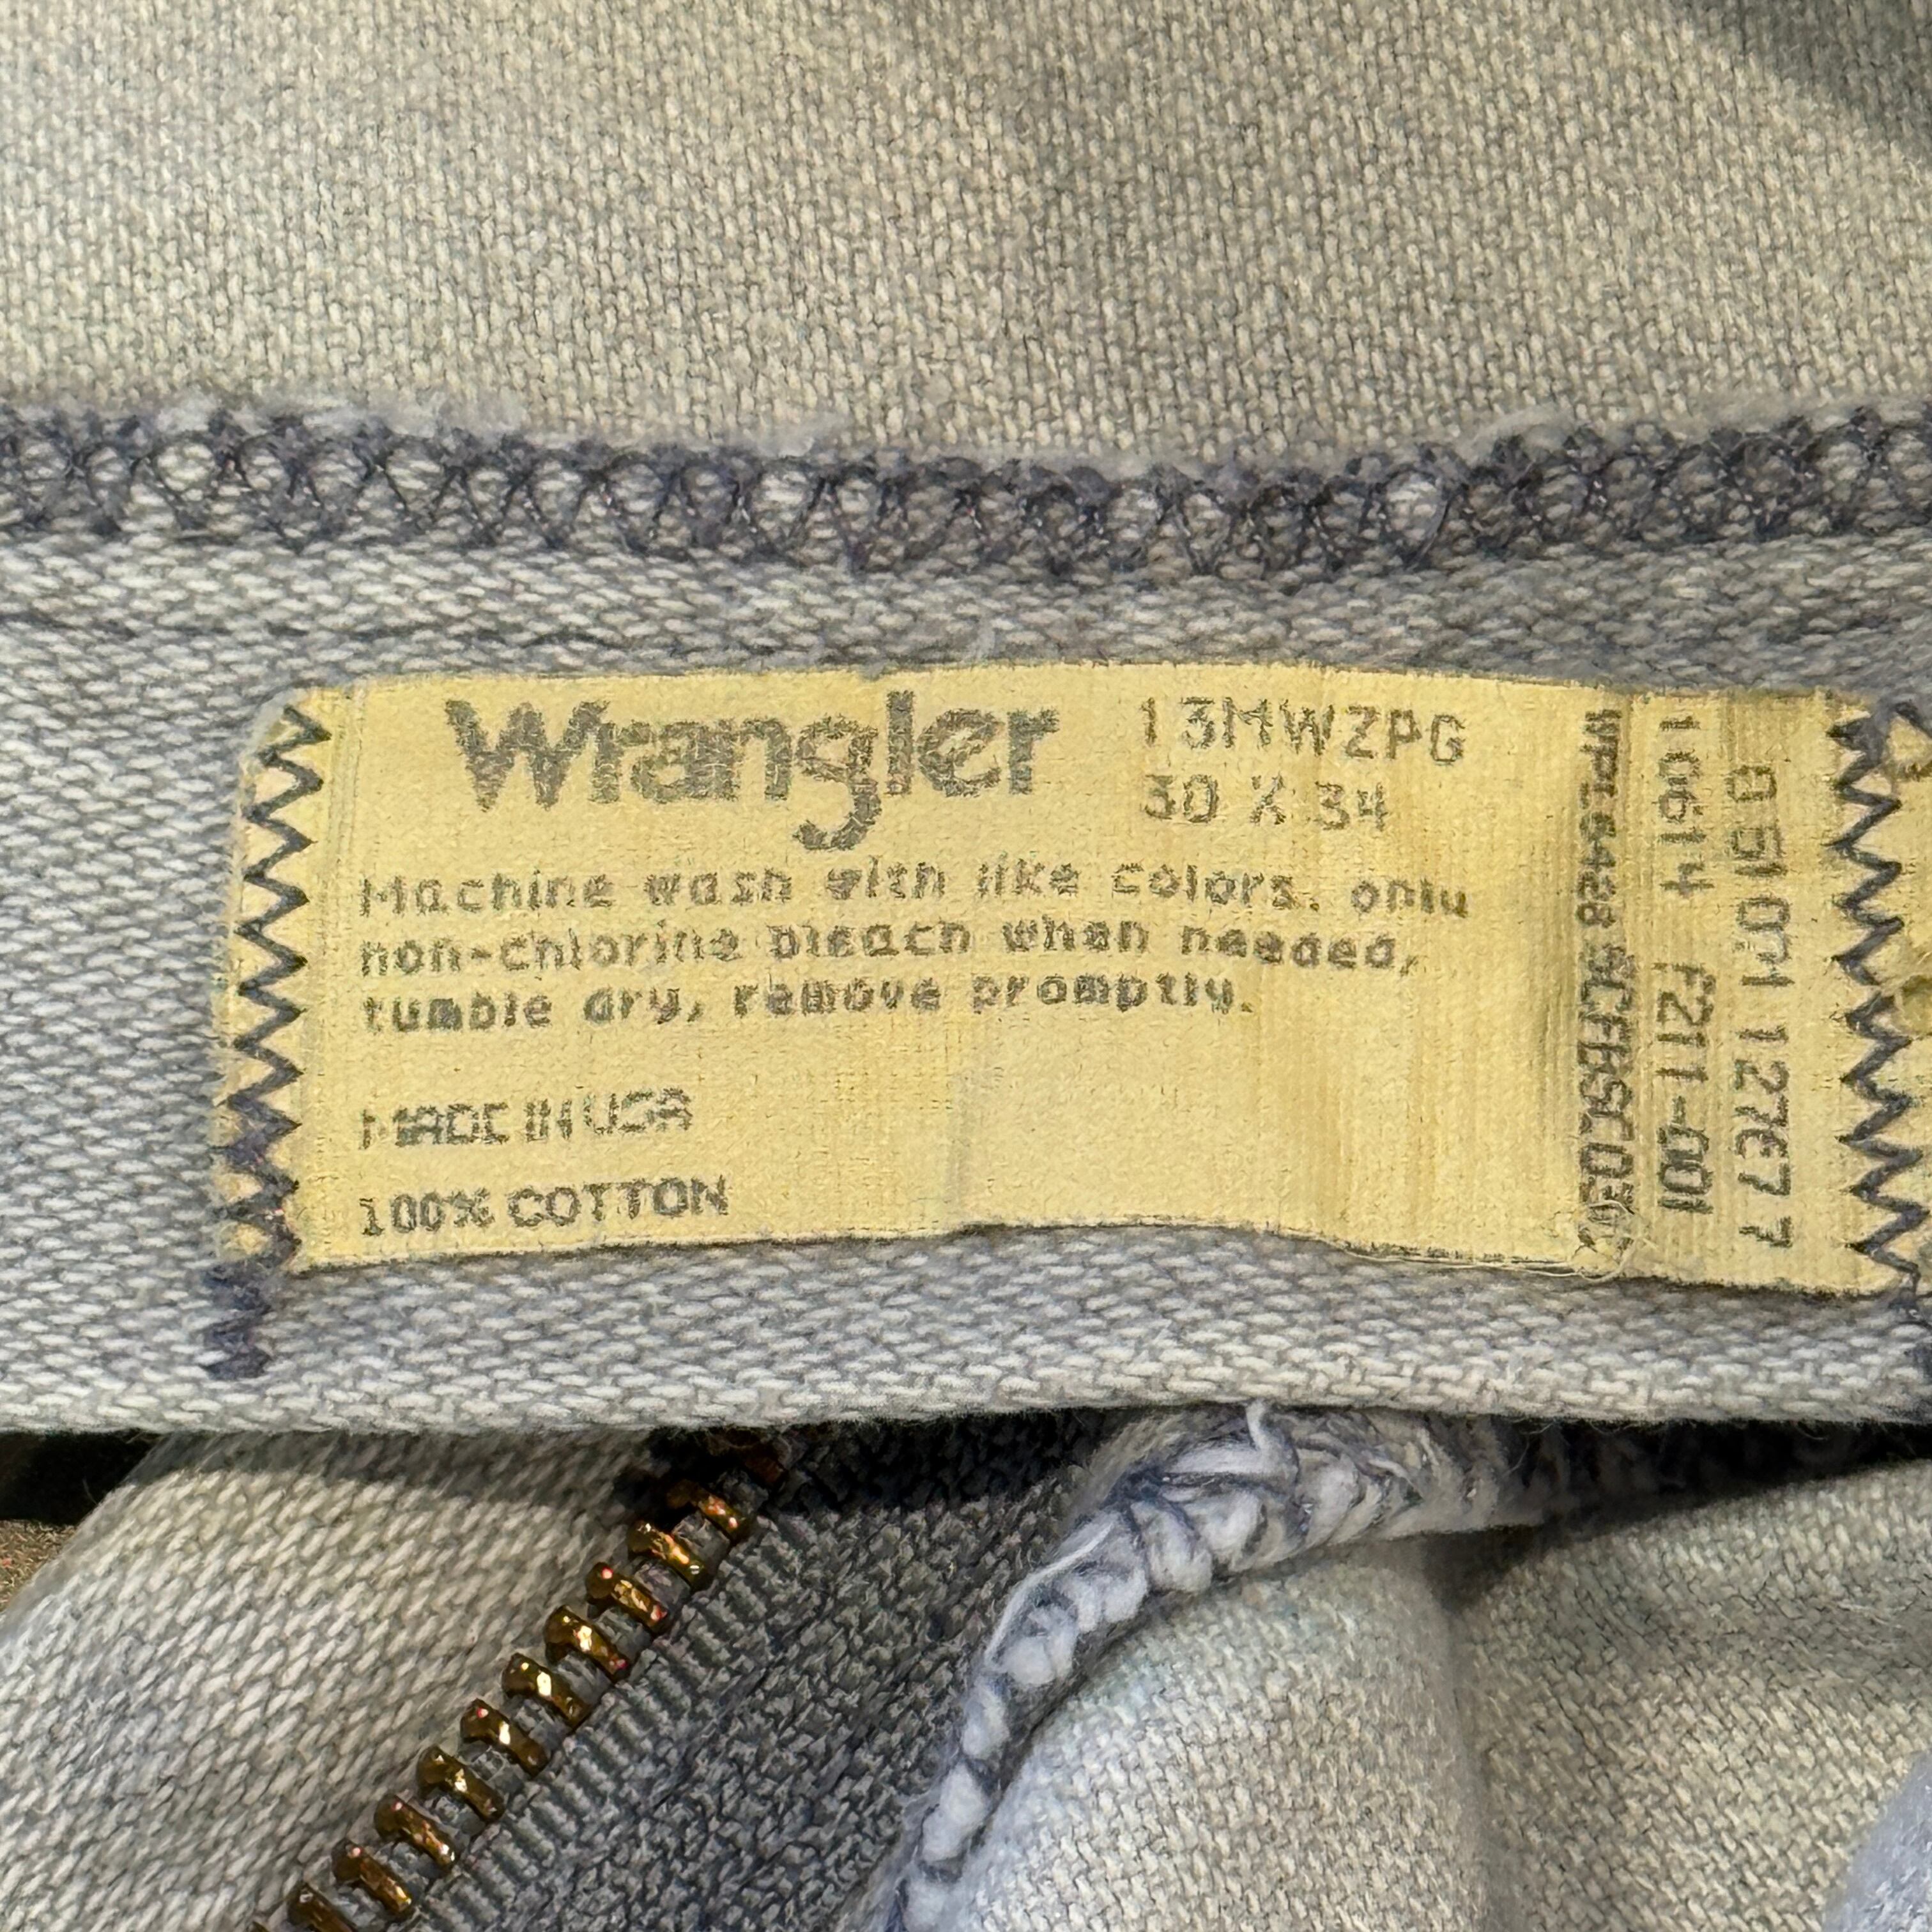 Wrangler
13MWZPG
30 X 34
Machine wash with like colors, only
non-chlorine bleach when needed,
tumble dry, remove promptly.
MADE IN USA
100% COTTON
10614 F211-001